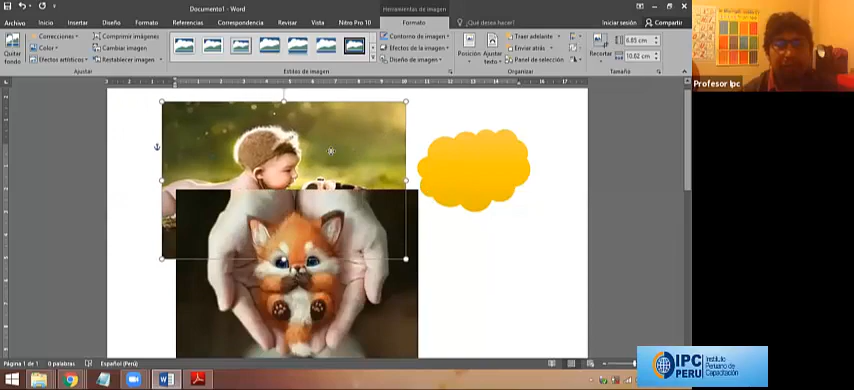 Documento1 - Word
Herramientas de imagen
Archivo Inicio Insertar Diseño Formato Referencias Correspondencia Revisar Vista Nitro Pro 10 Formato ¿Qué desea hacer? Iniciar sesión Compartir
Quitar fondo
Correcciones
Color
Efectos artísticos
Comprimir imágenes
Cambiar imagen
Restablecer imagen
Ajustar
Estilos de imagen
Contorno de imagen
Efectos de la imagen
Diseño de imagen
Posición
Ajustar texto
Traer adelante
Enviar atrás
Panel de selección
Organizar
Recortar
6.85 cm
10.62 cm
Tamaño
Profesor Ipc
Página 1 de 1 0 palabras Español (Perú)
IPC PERU
Instituto
Peruano de
Capacitación